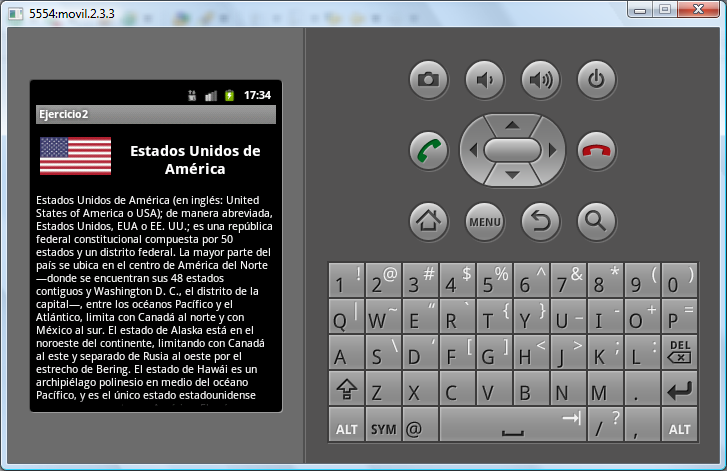 5554:movil.2.3.3
17:34
Ejercicio2
Estados Unidos de
América
Estados Unidos de América (en inglés: United
States of America o USA); de manera abreviada,
Estados Unidos, EUA o EE. UU.; es una república
federal constitucional compuesta por 50
estados y un distrito federal. La mayor parte del
país se ubica en el centro de América del Norte
—donde se encuentran sus 48 estados
contiguos y Washington D. C., el distrito de la
capital—, entre los océanos Pacífico y el
Atlántico, limita con Canadá al norte y con
México al sur. El estado de Alaska está en el
noroeste del continente, limitando con Canadá
al este y separado de Rusia al oeste por el
estrecho de Bering. El estado de Hawái es un
archipiélago polinesio en medio del océano
Pacífico, y es el único estado estadounidense
MENU
1 ! 2 @ 3 # 4 $ 5 % 6 ^ 7 & 8 * 9 ( 0 )
Q | W ~ E " R ` T { Y } U _ I - O + P =
A S \ D ' F [ G ] H < J > K ; L : DEL
Z X C V B N M .
ALT SYM @ / ? , ALT